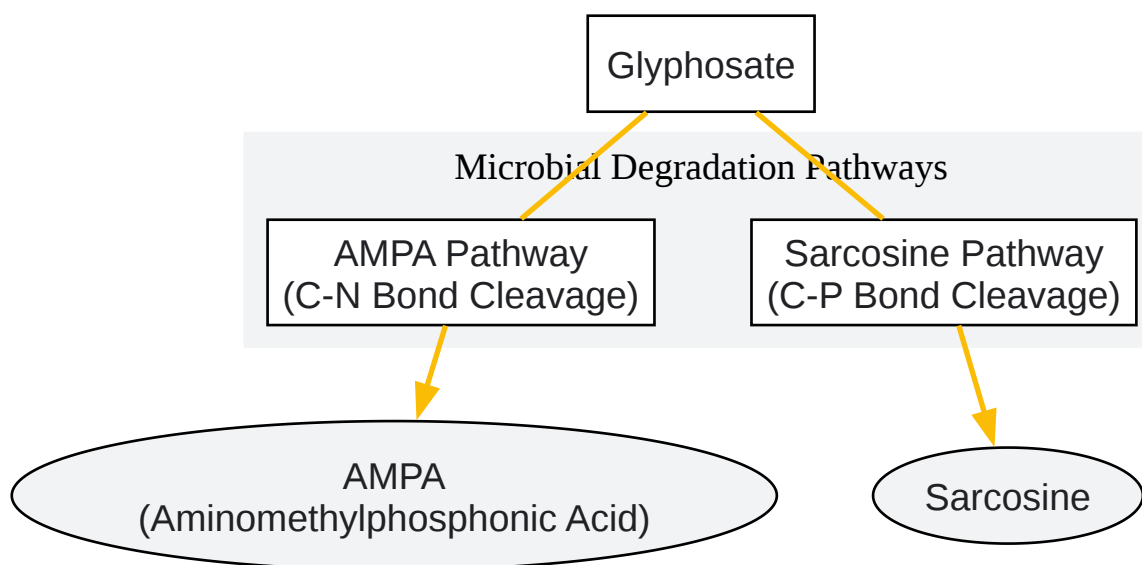 Glyphosate
Microbial Degradation Pathways
AMPA Pathway
(C-N Bond Cleavage)
Sarcosine Pathway
(C-P Bond Cleavage)
AMPA
(Aminomethylphosphonic Acid)
Sarcosine